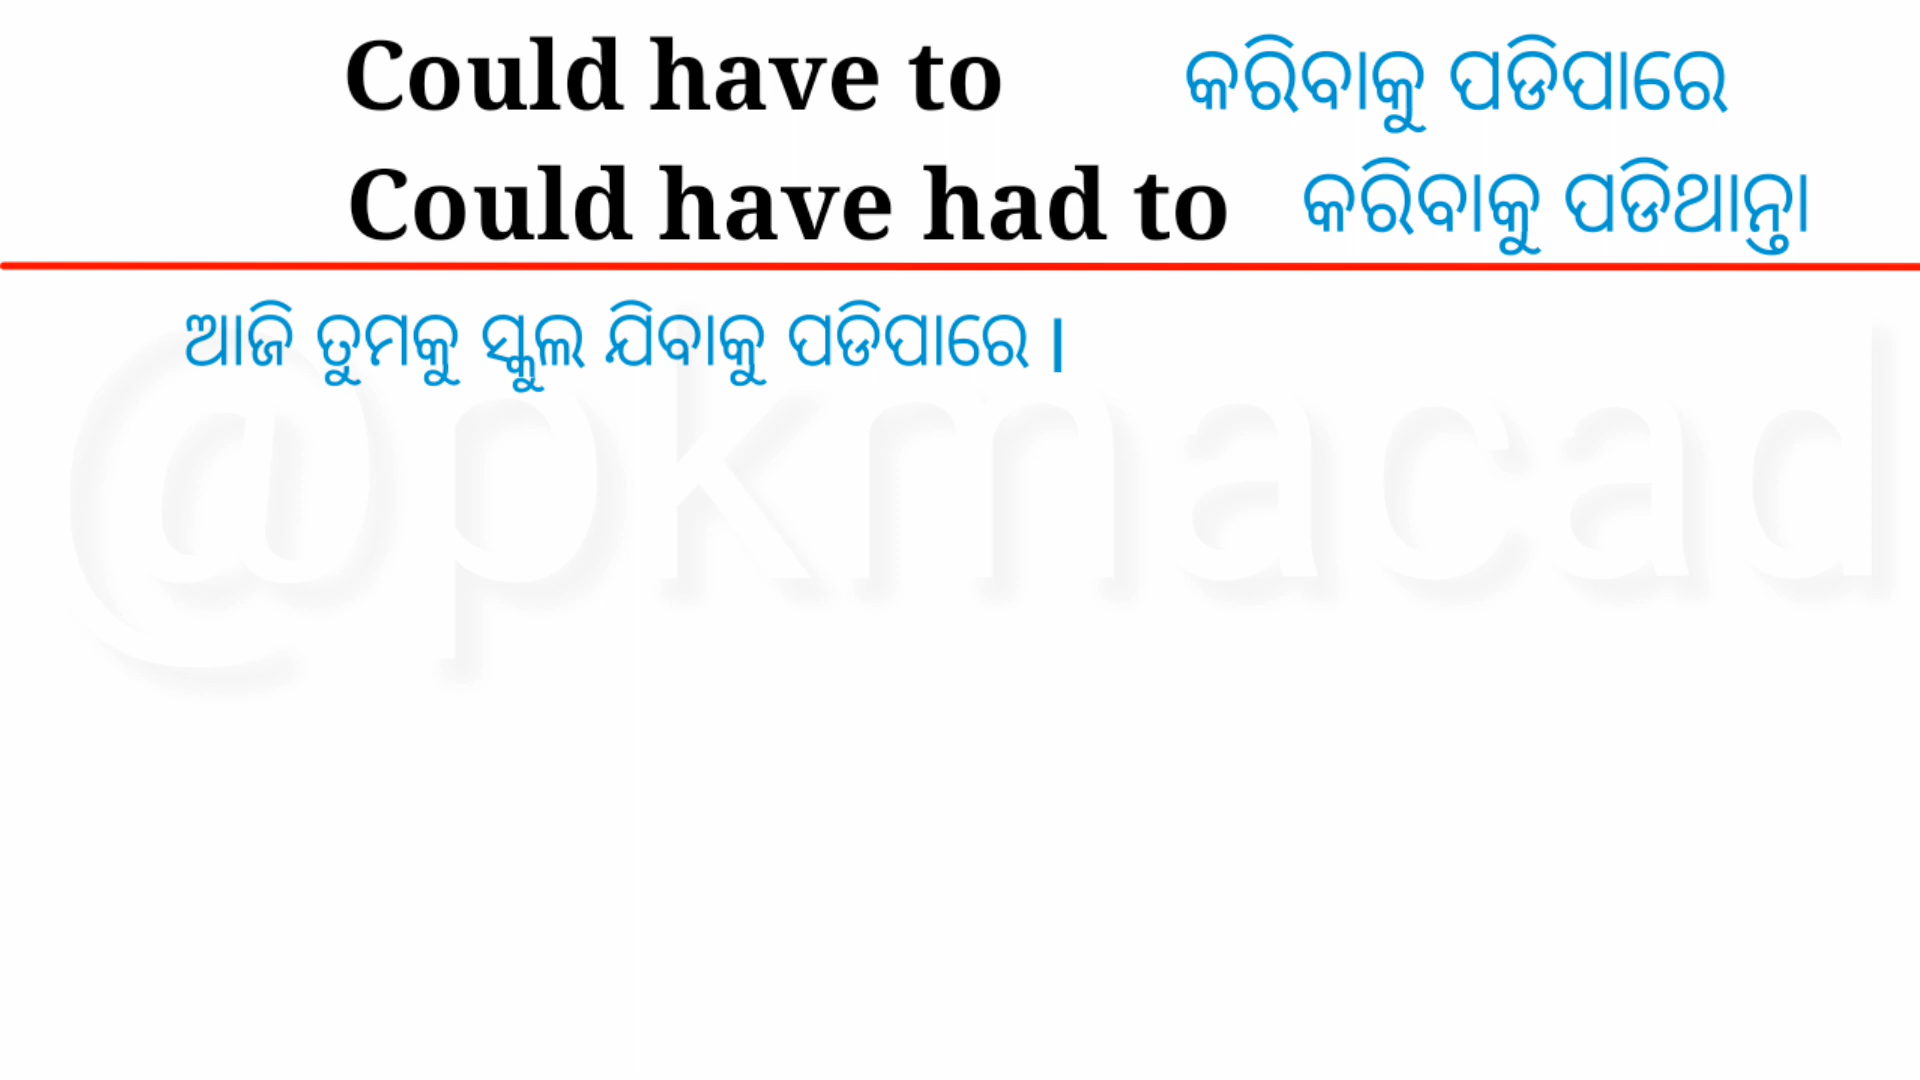 Could have to କରିବାକୁ ପଡିପାରେ
Could have had to କରିବାକୁ ପଡିଥାନ୍ତା
ଆଜି ତୁମକୁ ସ୍କୁଲ ଯିବାକୁ ପଡିପାରେ |
@pkmacad